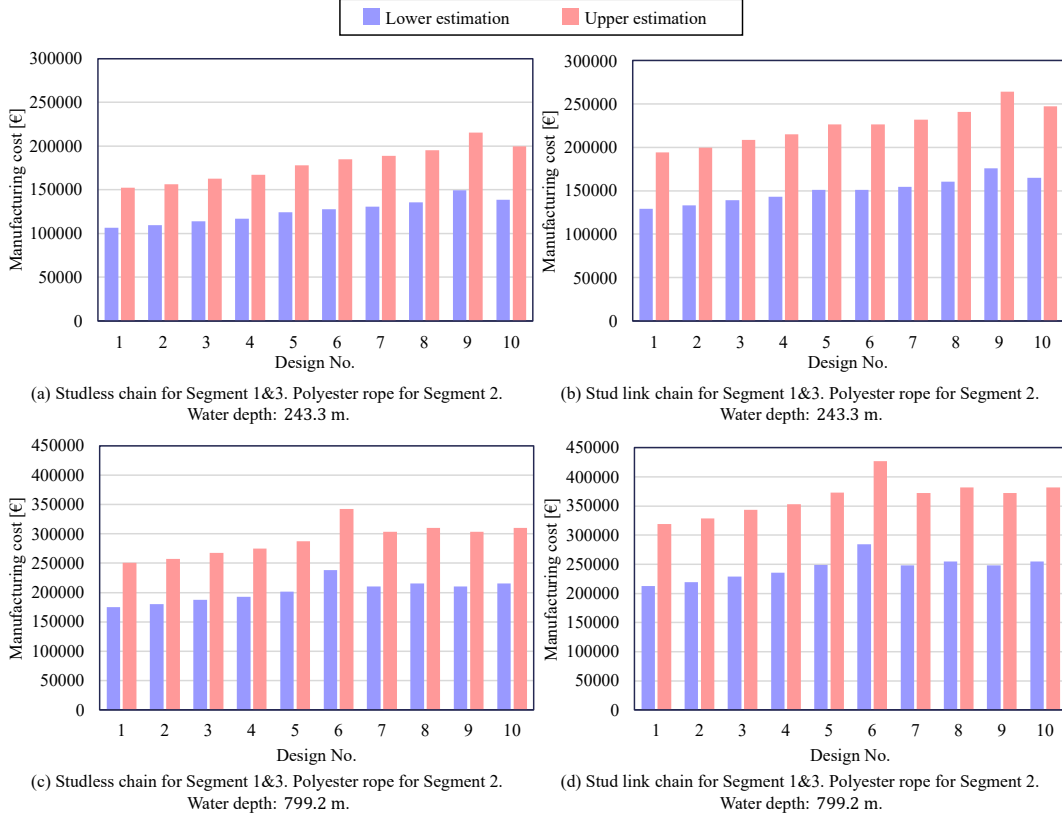 Lower estimation Upper estimation
Manufacturing cost [€]
300000
250000
200000
150000
100000
50000
0
1 2 3 4 5 6 7 8 9 10
Design No.
(a) Studless chain for Segment 1&3. Polyester rope for Segment 2.
Water depth: 243.3 m.
Manufacturing cost [€]
300000
250000
200000
150000
100000
50000
0
1 2 3 4 5 6 7 8 9 10
Design No.
(b) Stud link chain for Segment 1&3. Polyester rope for Segment 2.
Water depth: 243.3 m.
Manufacturing cost [€]
450000
400000
350000
300000
250000
200000
150000
100000
50000
0
1 2 3 4 5 6 7 8 9 10
Design No.
(c) Studless chain for Segment 1&3. Polyester rope for Segment 2.
Water depth: 799.2 m.
Manufacturing cost [€]
450000
400000
350000
300000
250000
200000
150000
100000
50000
0
1 2 3 4 5 6 7 8 9 10
Design No.
(d) Stud link chain for Segment 1&3. Polyester rope for Segment 2.
Water depth: 799.2 m.